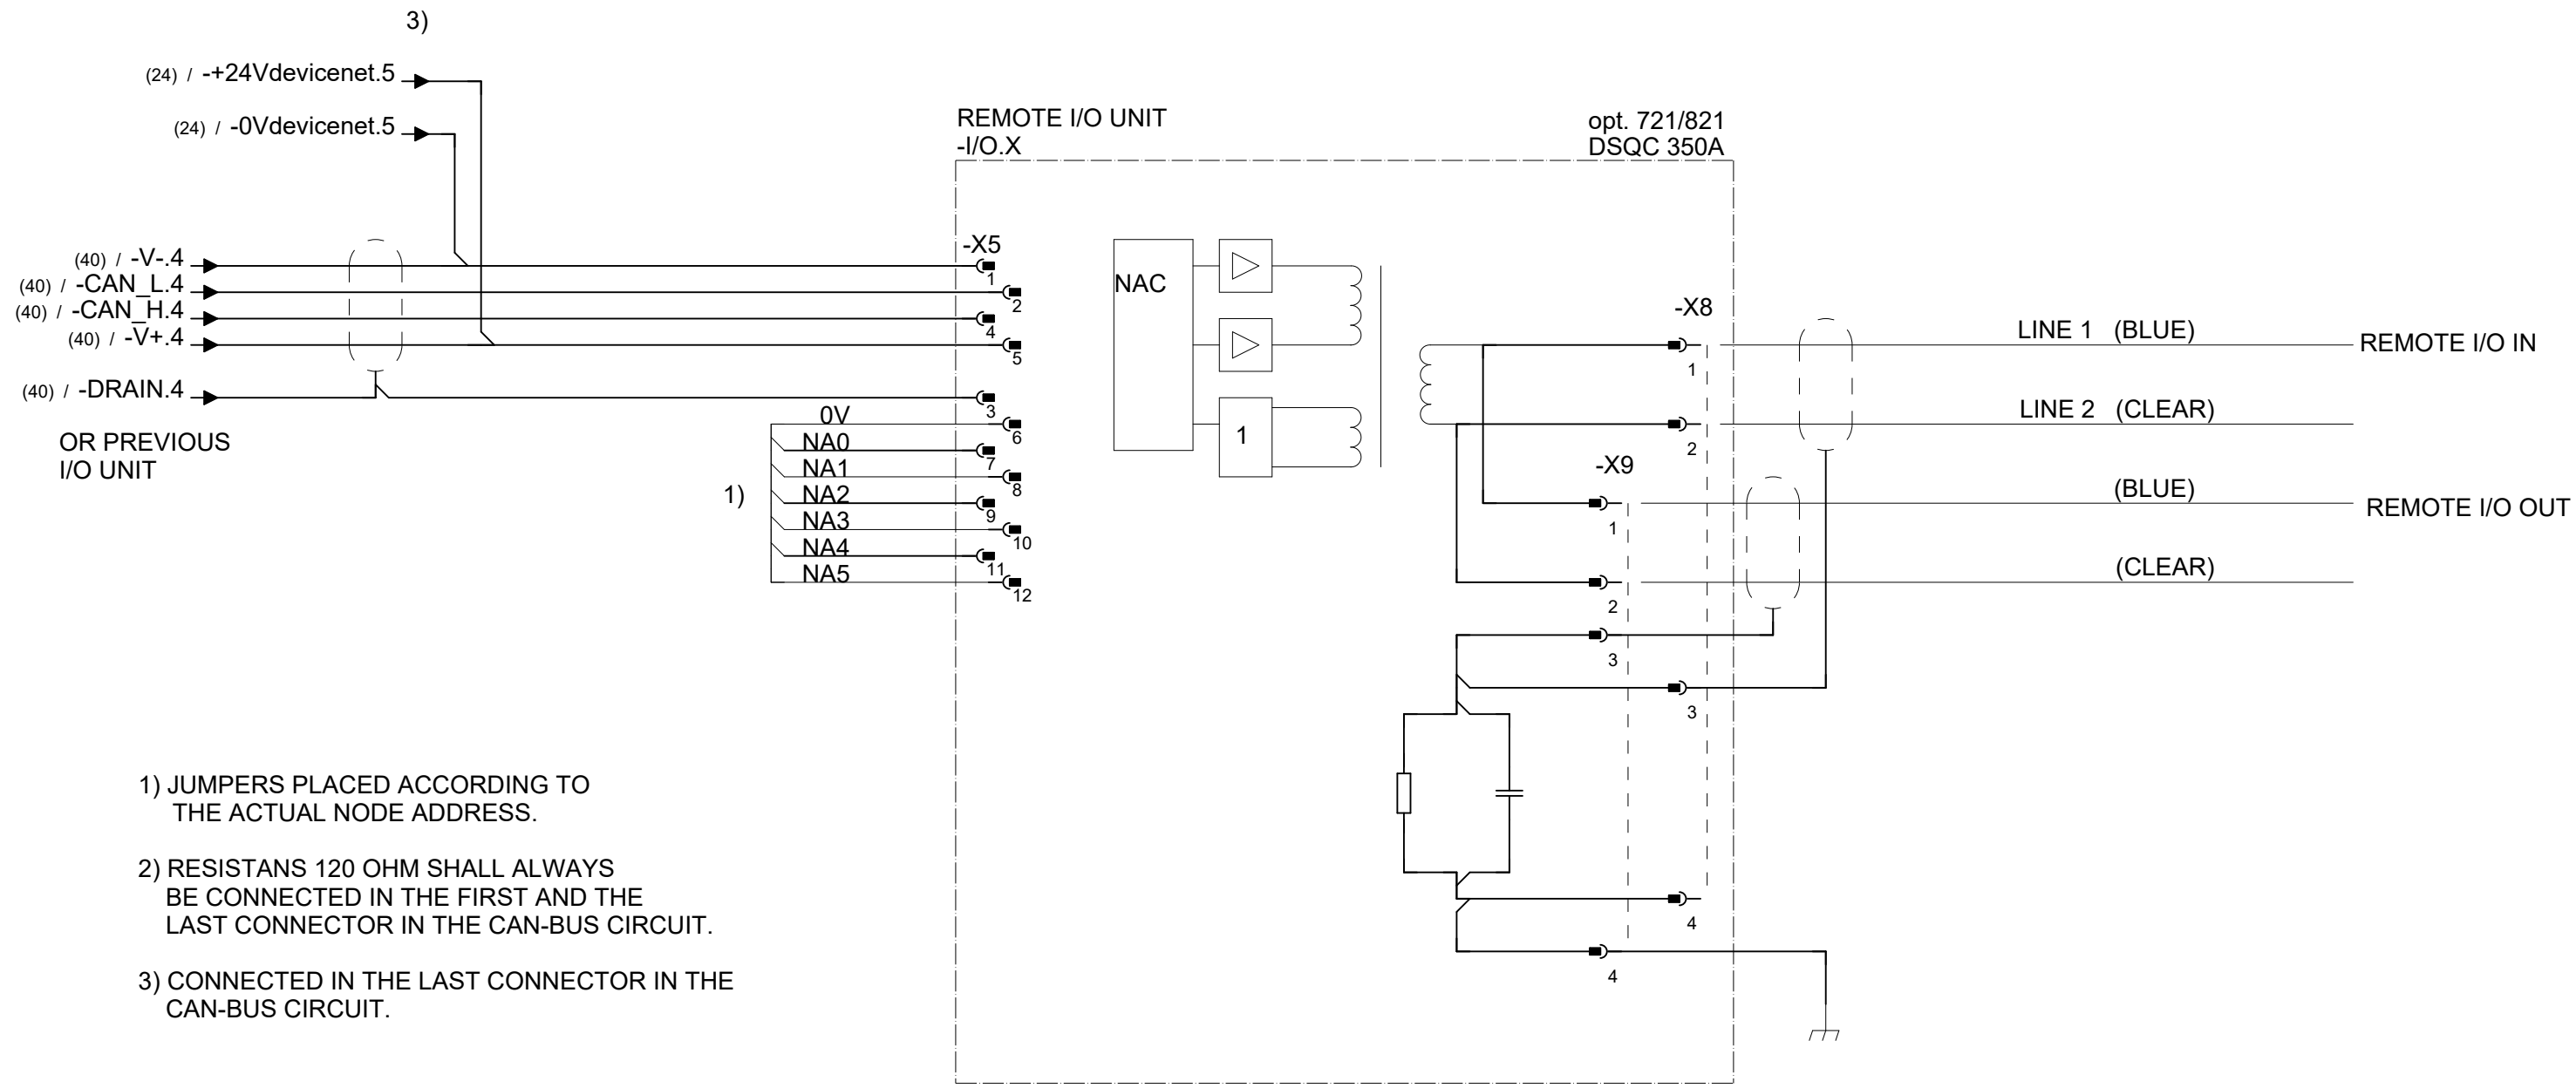 3)
(24) / -+24Vdevicenet.5
(24) / -0Vdevicenet.5
REMOTE I/O UNIT
-I/O.X
opt. 721/821
DSQC 350A
(40) / -V-.4
(40) / -CAN_L.4
(40) / -CAN_H.4
(40) / -V+.4
(40) / -DRAIN.4
OR PREVIOUS
I/O UNIT
-X5
1
2
4
5
3
0V
6
NA0
7
NA1
8
NA2
9
NA3
10
NA4
11
NA5
12
1)
NAC
1
-X8
1
2
-X9
1
2
3
3
4
4
LINE 1 (BLUE)
REMOTE I/O IN
LINE 2 (CLEAR)
(BLUE)
REMOTE I/O OUT
(CLEAR)
1) JUMPERS PLACED ACCORDING TO
THE ACTUAL NODE ADDRESS.
2) RESISTANS 120 OHM SHALL ALWAYS
BE CONNECTED IN THE FIRST AND THE
LAST CONNECTOR IN THE CAN-BUS CIRCUIT.
3) CONNECTED IN THE LAST CONNECTOR IN THE
CAN-BUS CIRCUIT.